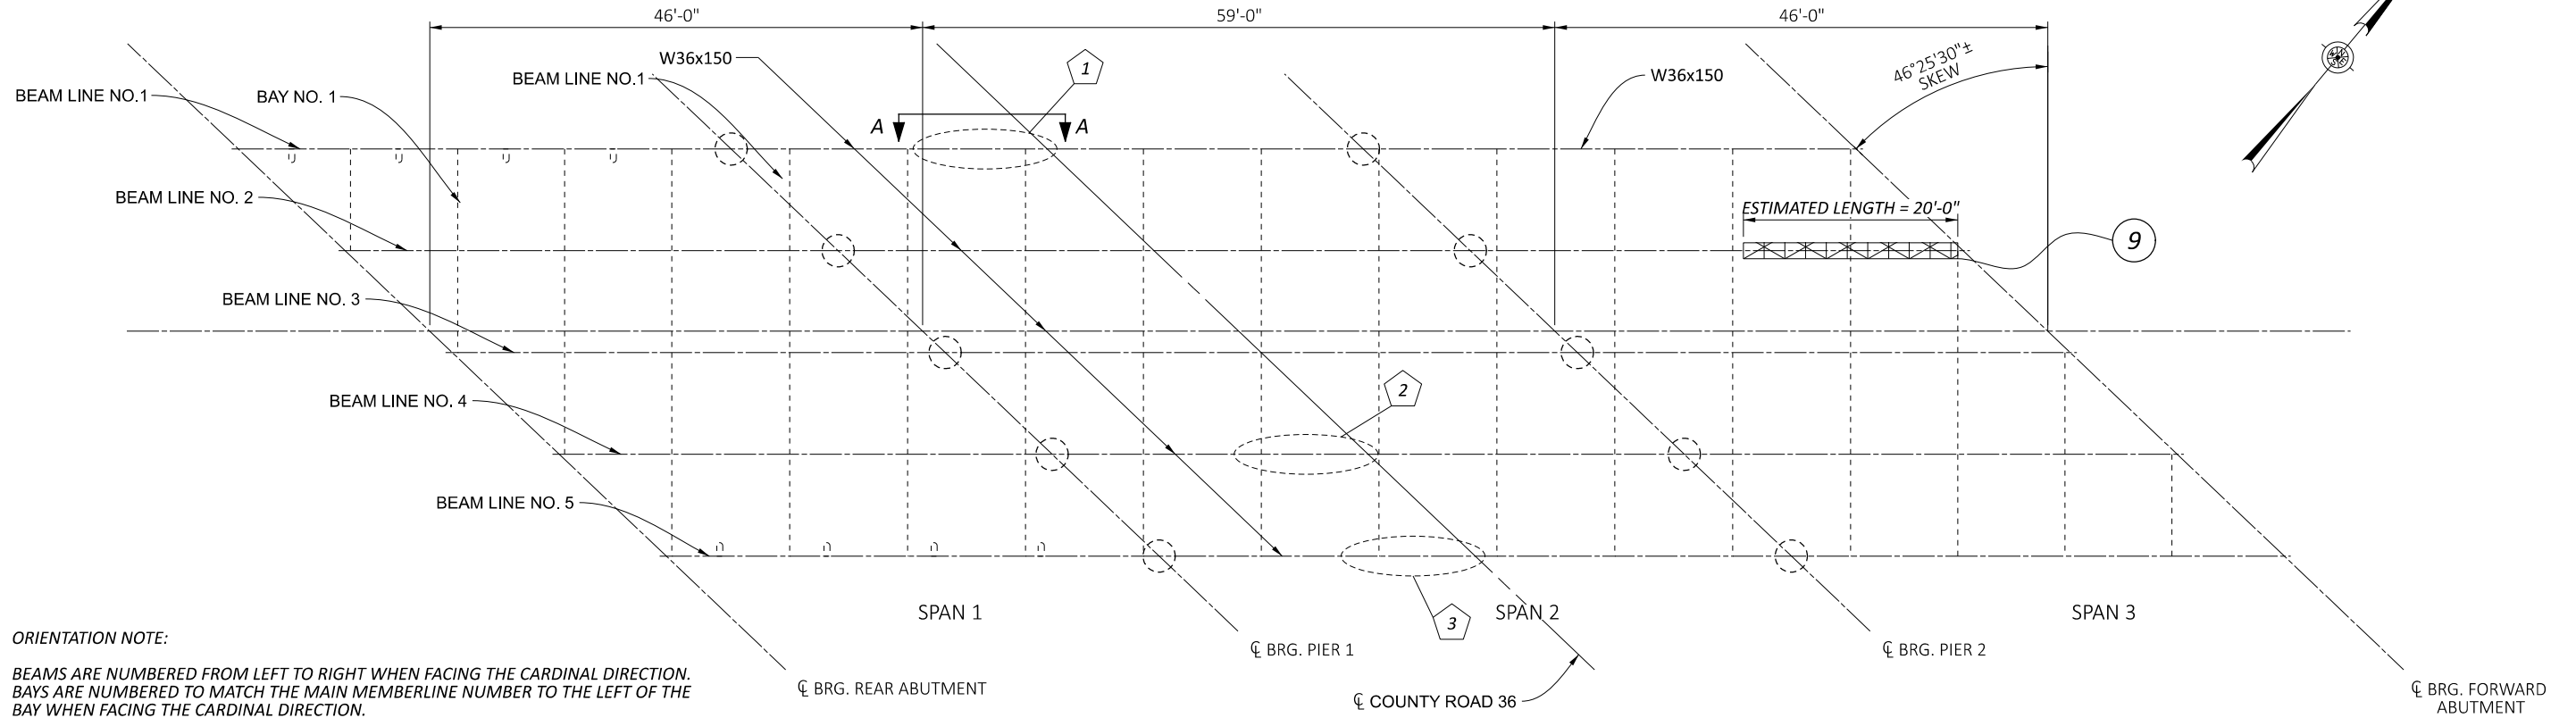 46'-0"
59'-0"
46'-0"
W36x150
1
BEAM LINE NO.1
W36x150
46°25'30"±
SKEW
BEAM LINE NO.1
BAY NO. 1
A
A
BEAM LINE NO. 2
ESTIMATED LENGTH = 20'-0"
9
BEAM LINE NO. 3
BEAM LINE NO. 4
2
BEAM LINE NO. 5
SPAN 1
SPAN 2
SPAN 3
3
ORIENTATION NOTE:
BEAMS ARE NUMBERED FROM LEFT TO RIGHT WHEN FACING THE CARDINAL DIRECTION.
BAYS ARE NUMBERED TO MATCH THE MAIN MEMBERLINE NUMBER TO THE LEFT OF THE
BAY WHEN FACING THE CARDINAL DIRECTION.
℄ BRG. REAR ABUTMENT
℄ BRG. PIER 1
℄ COUNTY ROAD 36
℄ BRG. PIER 2
℄ BRG. FORWARD
ABUTMENT